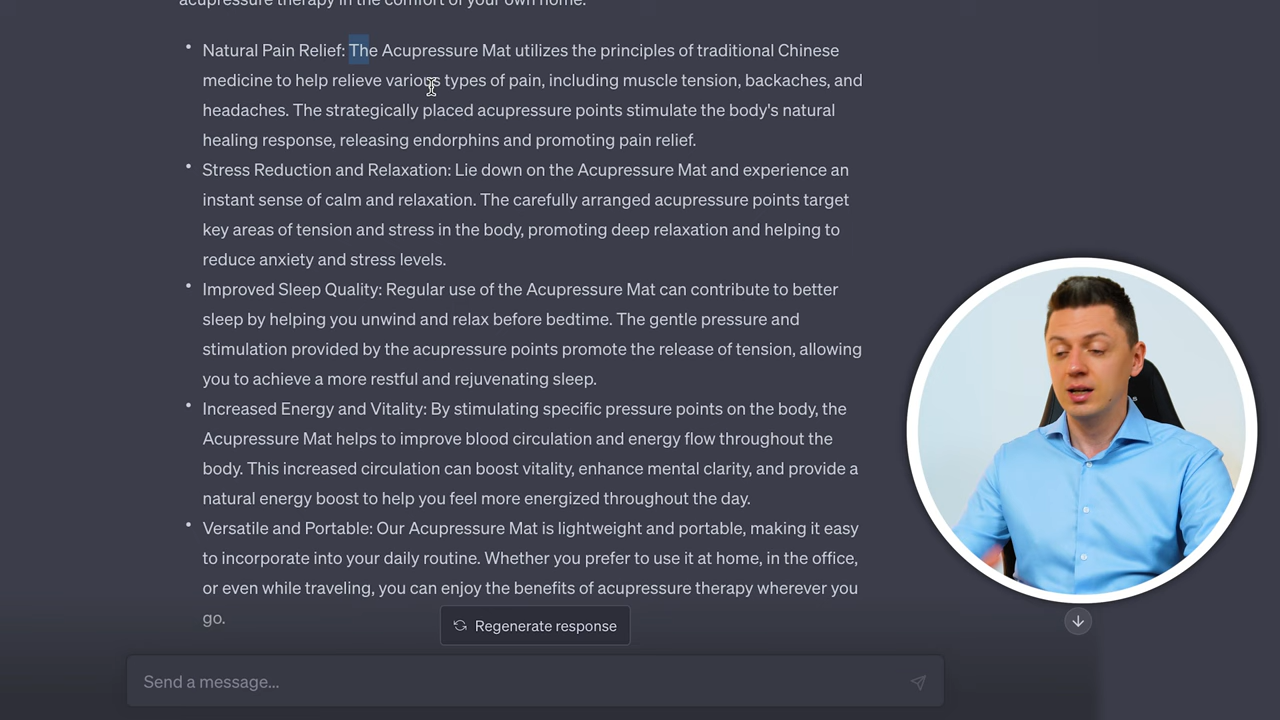 acupressure therapy in the comfort of your own home.
• Natural Pain Relief: The Acupressure Mat utilizes the principles of traditional Chinese
medicine to help relieve various types of pain, including muscle tension, backaches, and
headaches. The strategically placed acupressure points stimulate the body's natural
healing response, releasing endorphins and promoting pain relief.
• Stress Reduction and Relaxation: Lie down on the Acupressure Mat and experience an
instant sense of calm and relaxation. The carefully arranged acupressure points target
key areas of tension and stress in the body, promoting deep relaxation and helping to
reduce anxiety and stress levels.
• Improved Sleep Quality: Regular use of the Acupressure Mat can contribute to better
sleep by helping you unwind and relax before bedtime. The gentle pressure and
stimulation provided by the acupressure points promote the release of tension, allowing
you to achieve a more restful and rejuvenating sleep.
• Increased Energy and Vitality: By stimulating specific pressure points on the body, the
Acupressure Mat helps to improve blood circulation and energy flow throughout the
body. This increased circulation can boost vitality, enhance mental clarity, and provide a
natural energy boost to help you feel more energized throughout the day.
• Versatile and Portable: Our Acupressure Mat is lightweight and portable, making it easy
to incorporate into your daily routine. Whether you prefer to use it at home, in the office,
or even while traveling, you can enjoy the benefits of acupressure therapy wherever you
go.
Regenerate response
Send a message...